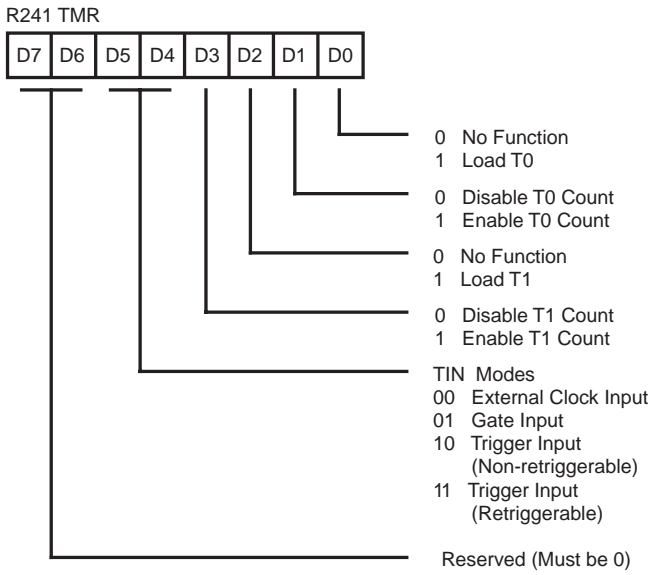 R241 TMR
D7 D6 D5 D4 D3 D2 D1 D0
0 No Function
1 Load T0
0 Disable T0 Count
1 Enable T0 Count
0 No Function
1 Load T1
0 Disable T1 Count
1 Enable T1 Count
TIN Modes
00 External Clock Input
01 Gate Input
10 Trigger Input
(Non-retriggerable)
11 Trigger Input
(Retriggerable)
Reserved (Must be 0)